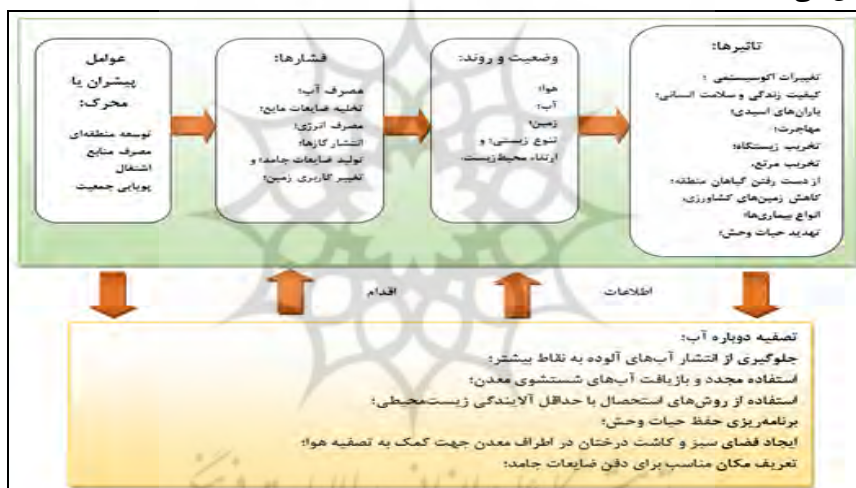 عوامل
پیشران یا
محرک:
توسعه منطقه‌ای
مصرف منابع
اشتغال
پویایی جمعیت
فشارها:
مصرف آب؛
تخلیه ضایعات مایع؛
مصرف انرژی؛
انتشار گازها؛
تولید ضایعات جامد؛ و
تغییر کاربری زمین؛
وضعیت و روند:
هوا؛
آب؛
زمین؛
تنوع زیستی؛ و
ارتقاء محیط‌زیست.
تاثیرها:
تغییرات اکوسیستمی ؛
کیفیت زندگی و سلامت انسانی؛
باران‌های اسیدی؛
مهاجرت؛
تخریب زیستگاه؛
تخریب مرتع.
از دست رفتن گیاهان منطقه؛
کاهش زمین‌های کشاورزی.
انواع بیماری‌ها؛
تهدید حیات وحش؛
اقدام
اطلاعات
تصفیه دوباره آب؛
جلوگیری از انتشار آب‌های آلوده به نقاط بیشتر؛
استفاده مجدد و بازیافت آب‌های شستشوی معدن؛
استفاده از روش‌های استحصال با حداقل آلایندگی زیست‌محیطی؛
برنامه‌ریزی حفظ حیات وحش؛
ایجاد فضای سبز و کاشت درختان در اطراف معدن جهت کمک به تصفیه هوا؛
تعریف مکان مناسب برای دفن ضایعات جامد؛